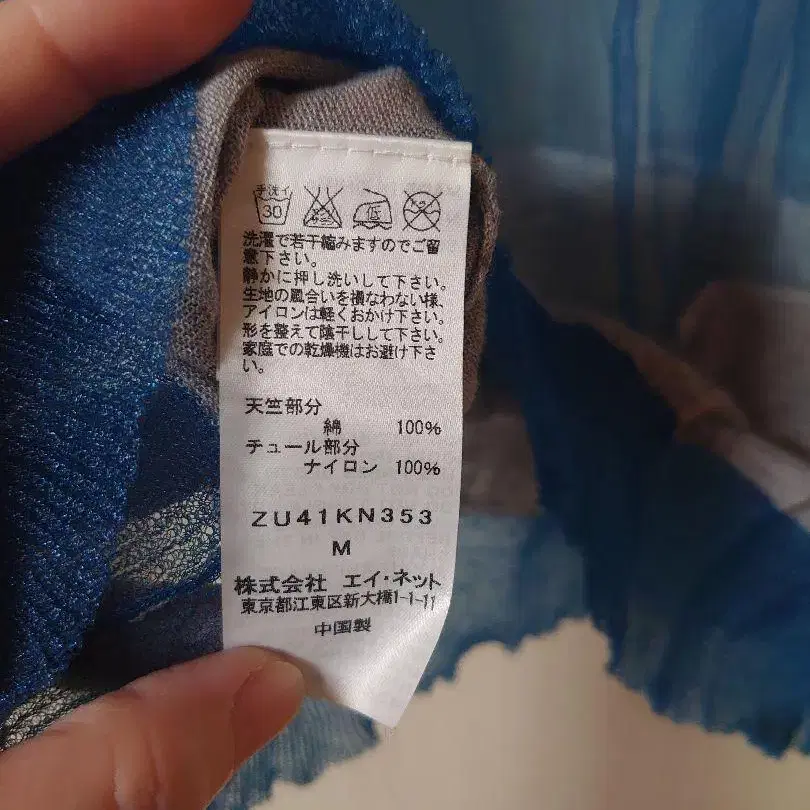 手洗イ
30
低
洗濯で若干縮みますのでご留
意下さい。
静かに押し洗いして下さい。
生地の風合いを損なわない様、
アイロンは軽くおかけ下さい。
形を整えて陰干しして下さい。
家庭での乾燥機はお避け下さ
い。
天竺部分
綿 100%
チュール部分
ナイロン 100%
ZU41KN353
M
株式会社 エイ・ネット
東京都江東区新大橋1-1-11
中国製